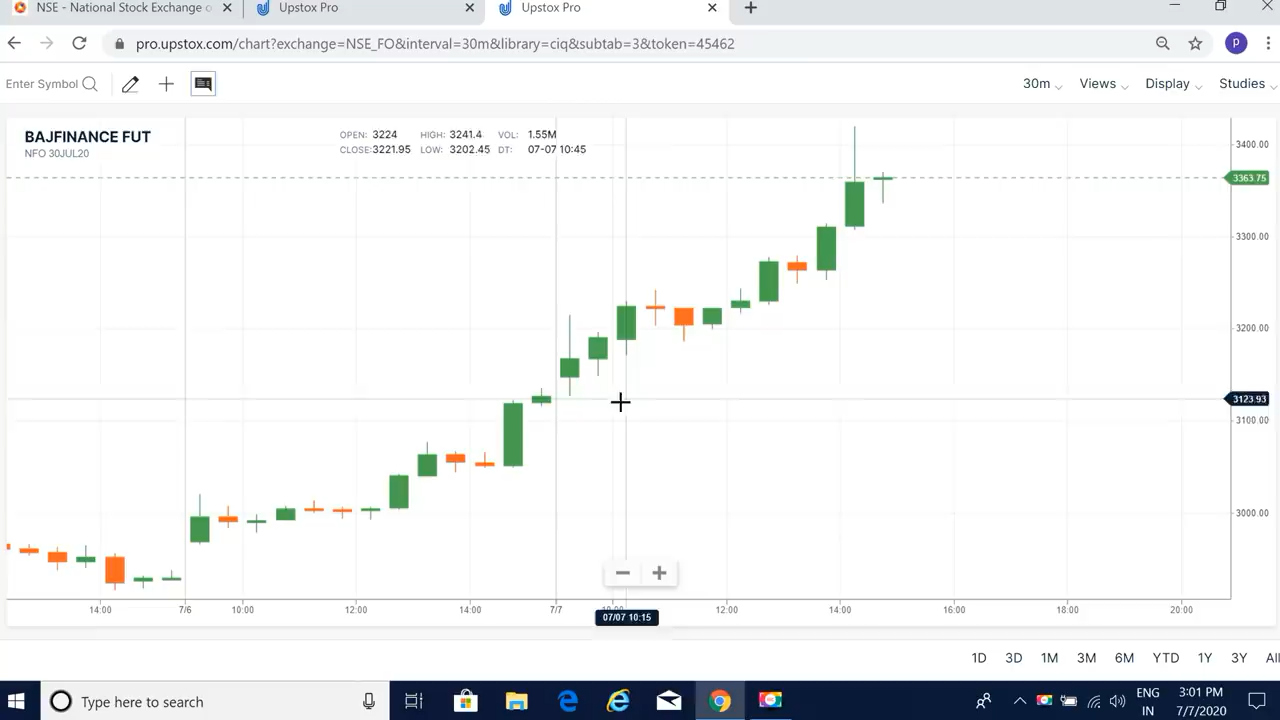 NSE - National Stock Exchange o
Upstox Pro
Upstox Pro
pro.upstox.com/chart?exchange=NSE_FO&interval=30m&library=ciq&subtab=3&token=45462
P
Enter Symbol
30m
Views
Display
Studies
BAJFINANCE FUT
NFO 30JUL20
OPEN: 3224 HIGH: 3241.4 VOL: 1.55M
CLOSE:3221.95 LOW: 3202.45 DT: 07-07 10:45
3400.00
3363.75
3300.00
3200.00
3123.93
3100.00
3000.00
14:00 7/6 10:00 12:00 14:00 7/7 12:00 14:00 16:00 18:00 20:00
07/07 10:15
1D 3D 1M 3M 6M YTD 1Y 3Y All
Type here to search
ENG
IN
3:01 PM
7/7/2020